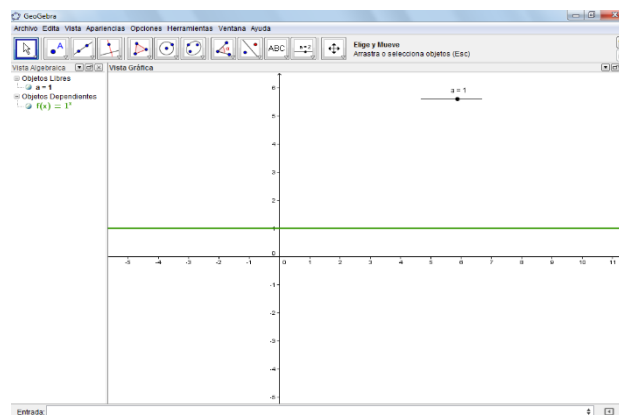 GeoGebra
Archivo Edita Vista Apariencias Opciones Herramientas Ventana Ayuda
A
ABC
a=2
Elige y Mueve
Arrastra o selecciona objetos (Esc)
Vista Algebraica
Vista Gráfica
Objetos Libres
a = 1
Objetos Dependientes
f(x) = 1ˣ
a = 1
6
5
4
3
2
1
0
-5 -4 -3 -2 -1 0 1 2 3 4 5 6 7 8 9 10 11
-1
-2
-3
-4
-5
Entrada: